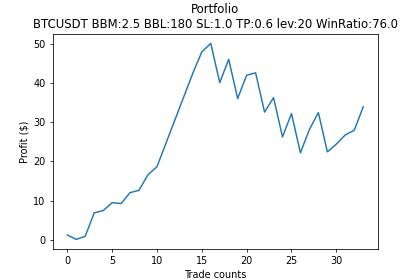 Portfolio
BTCUSDT BBM:2.5 BBL:180 SL:1.0 TP:0.6 lev:20 WinRatio:76.0
50
40
30
20
10
0
Profit ($)
0 5 10 15 20 25 30
Trade counts